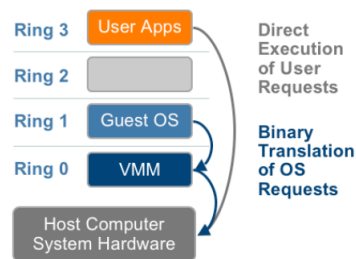 Ring 3
User Apps
Ring 2
Ring 1
Guest OS
Ring 0
VMM
Host Computer
System Hardware
Direct
Execution
of User
Requests
Binary
Translation
of OS
Requests